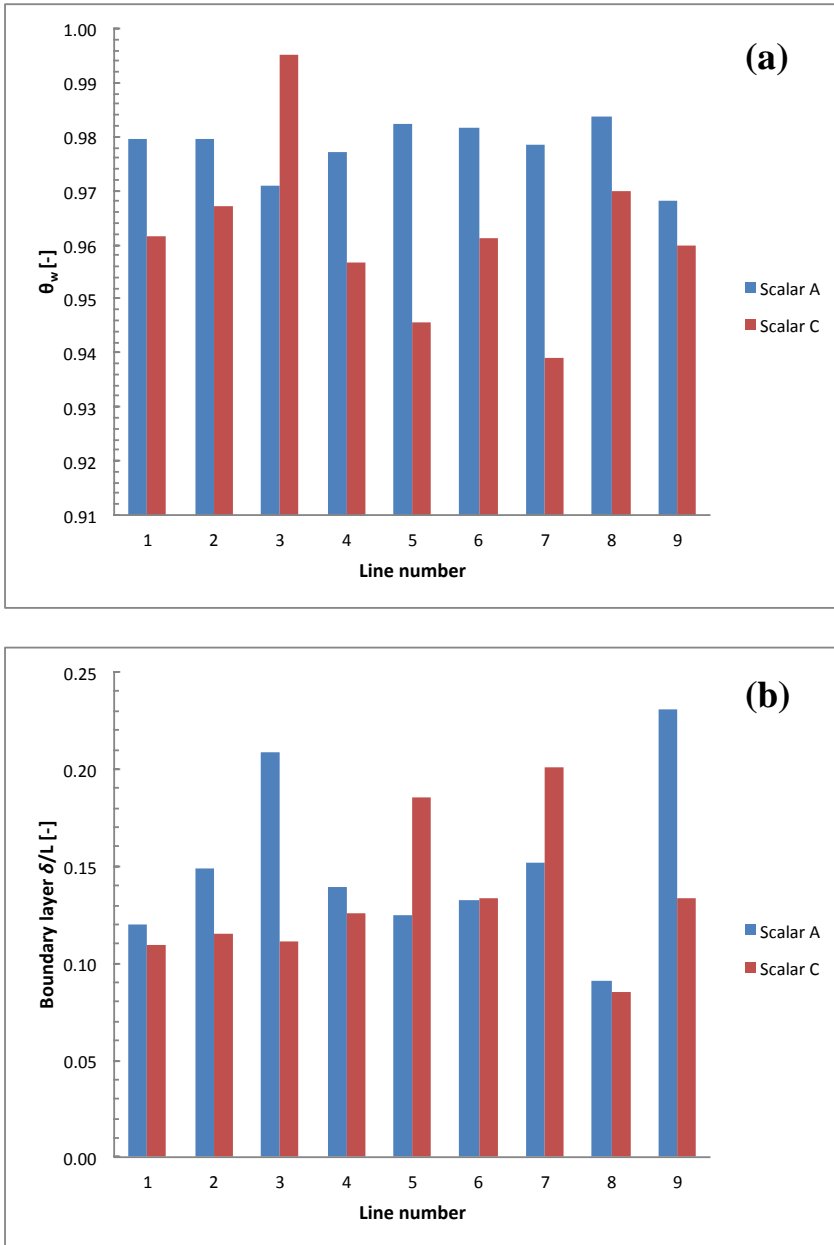 (a)
1.00
0.99
0.98
0.97
0.96
0.95
0.94
0.93
0.92
0.91
θw [-]
1 2 3 4 5 6 7 8 9
Line number
Scalar A
Scalar C
(b)
0.25
0.20
0.15
0.10
0.05
0.00
Boundary layer δ/L [-]
1 2 3 4 5 6 7 8 9
Line number
Scalar A
Scalar C